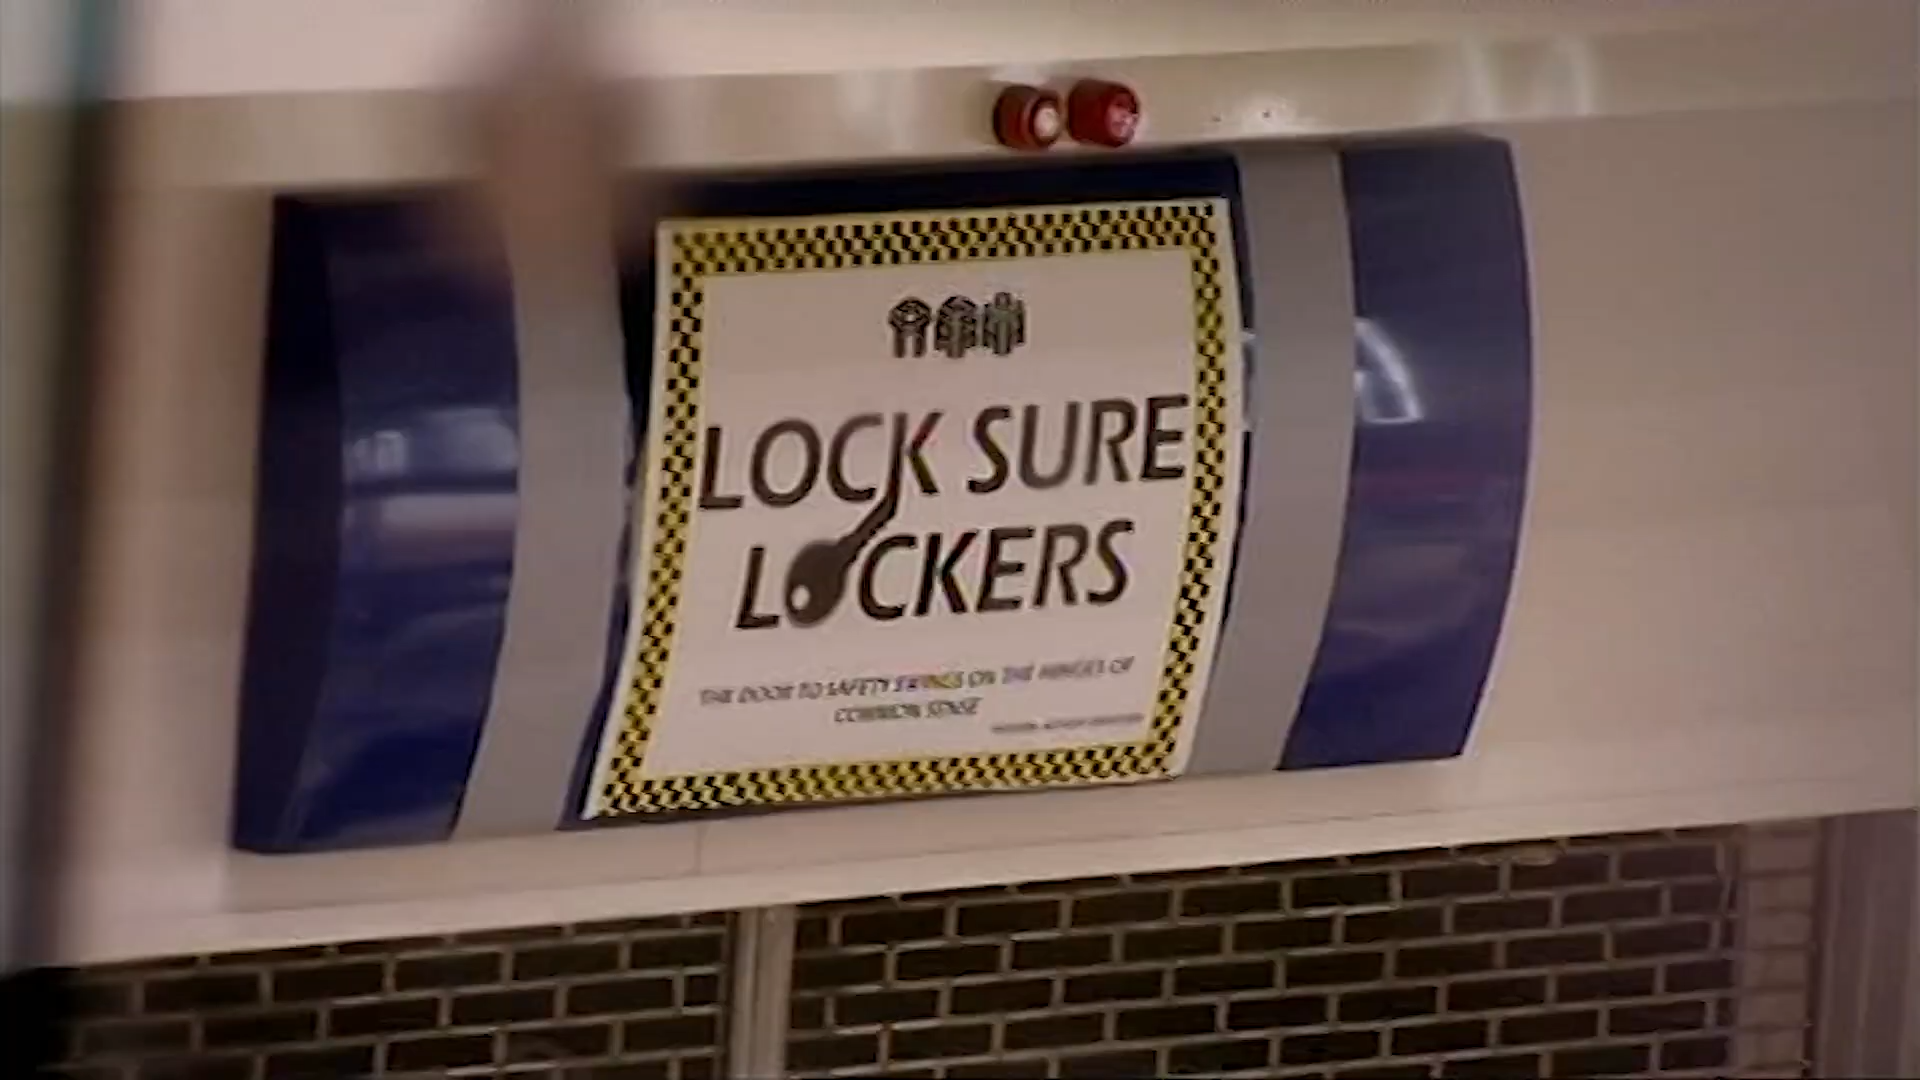 LOCK SURE
LOCKERS
THE DOOR TO SAFETY SWINGS ON THE HINGES OF
COMMON SENSE